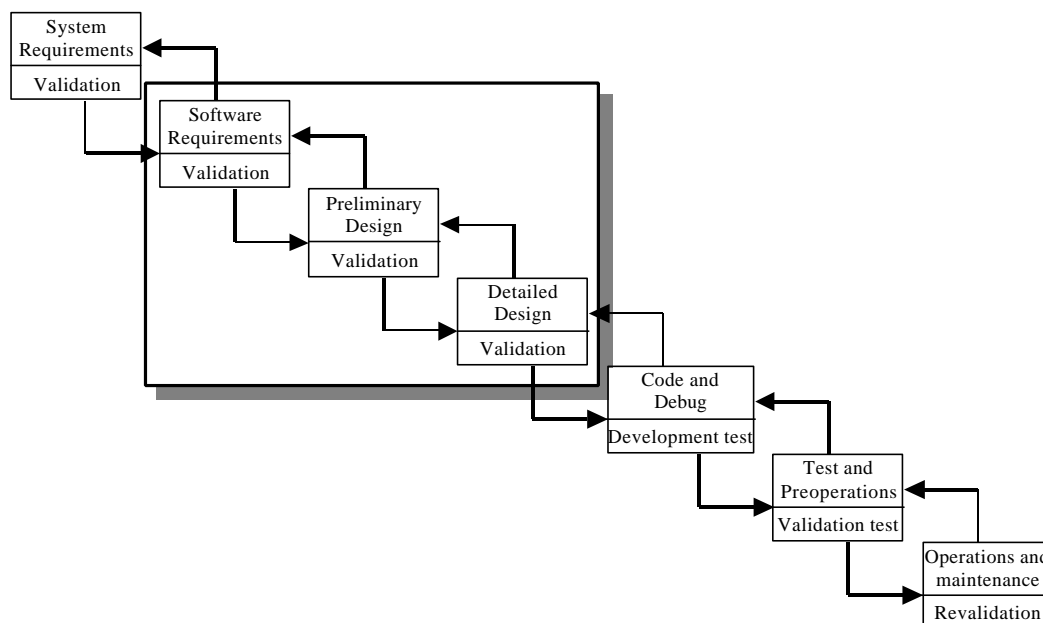 System
Requirements
Validation
Software
Requirements
Validation
Preliminary
Design
Validation
Detailed
Design
Validation
Code and
Debug
Development test
Test and
Preoperations
Validation test
Operations and
maintenance
Revalidation